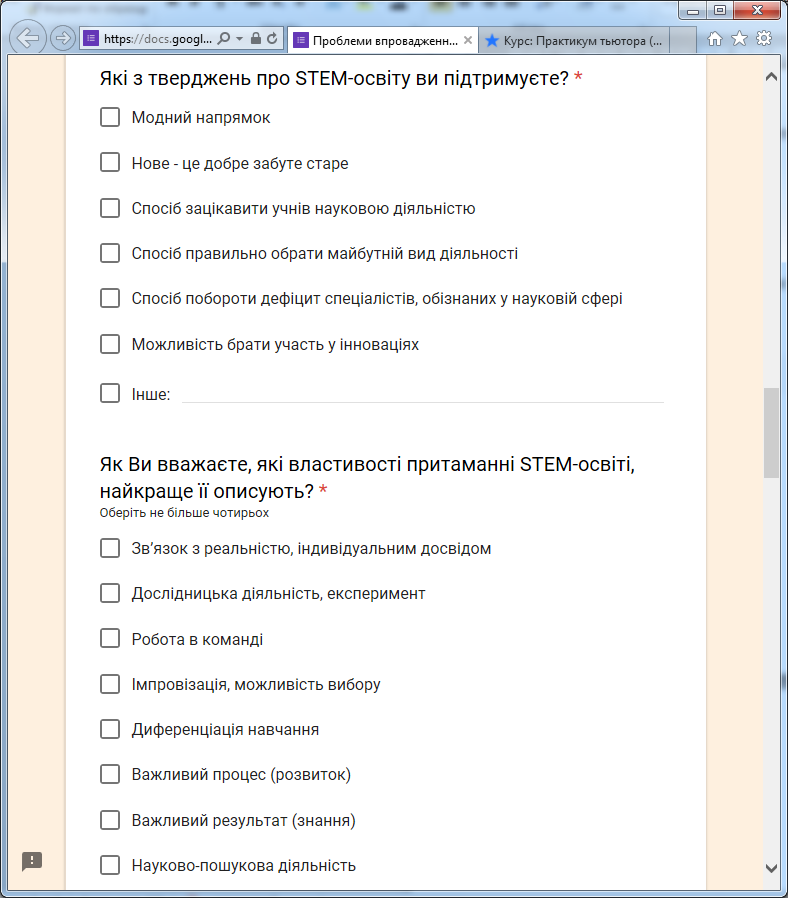 https://docs.googl...
Проблеми впровадженн...
Курс: Практикум тьютора (...
Які з тверджень про STEM-освіту ви підтримуєте? *
Модний напрямок
Нове - це добре забуте старе
Спосіб зацікавити учнів науковою діяльністю
Спосіб правильно обрати майбутній вид діяльності
Спосіб побороти дефіцит спеціалістів, обізнаних у науковій сфері
Можливість брати участь у інноваціях
Інше:
Як Ви вважаєте, які властивості притаманні STEM-освіті,
найкраще її описують? *
Оберіть не більше чотирьох
Зв’язок з реальністю, індивідуальним досвідом
Дослідницька діяльність, експеримент
Робота в команді
Імпровізація, можливість вибору
Диференціація навчання
Важливий процес (розвиток)
Важливий результат (знання)
Науково-пошукова діяльність